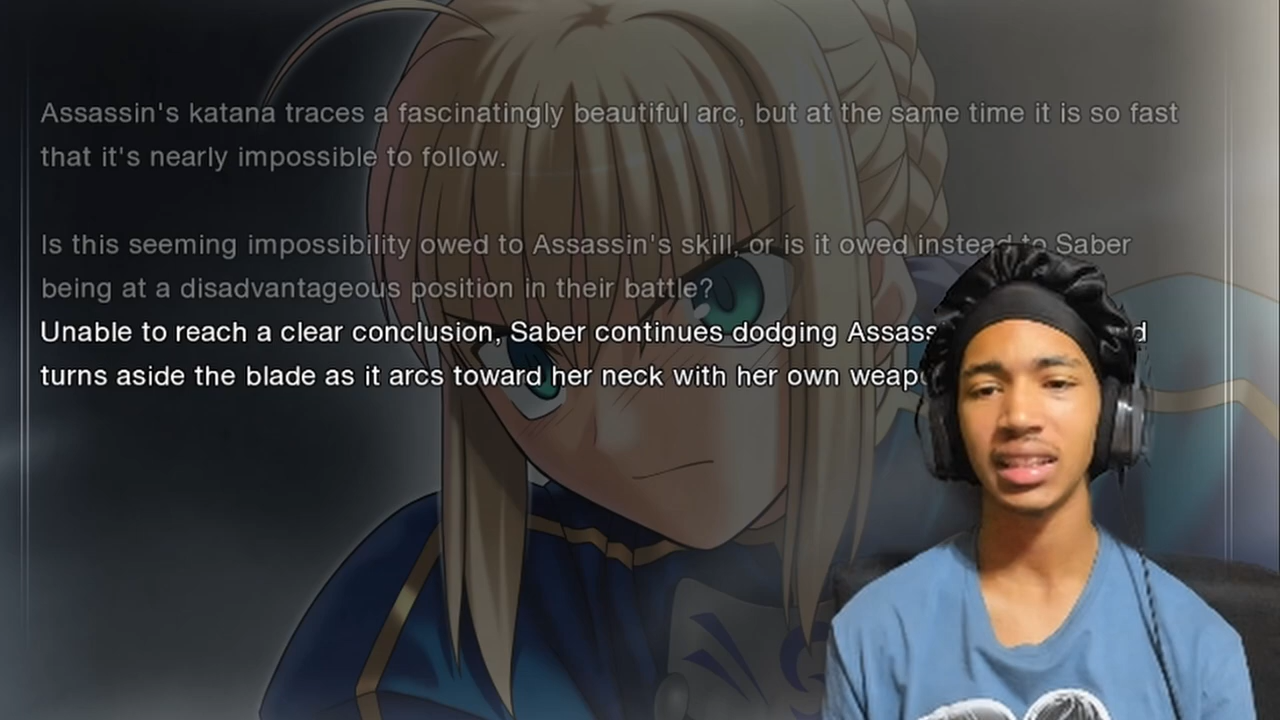 Assassin's katana traces a fascinatingly beautiful arc, but at the same time it is so fast
that it's nearly impossible to follow.
Is this seeming impossibility owed to Assassin's skill, or is it owed instead to Saber
being at a disadvantageous position in their battle?
Unable to reach a clear conclusion, Saber continues dodging
turns aside the blade as it arcs toward her neck with her own